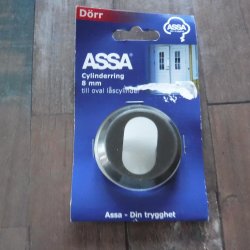 Dörr
ASSA
ASSA
Cylinderring
8 mm
till oval låscylinder
Assa - Din trygghet